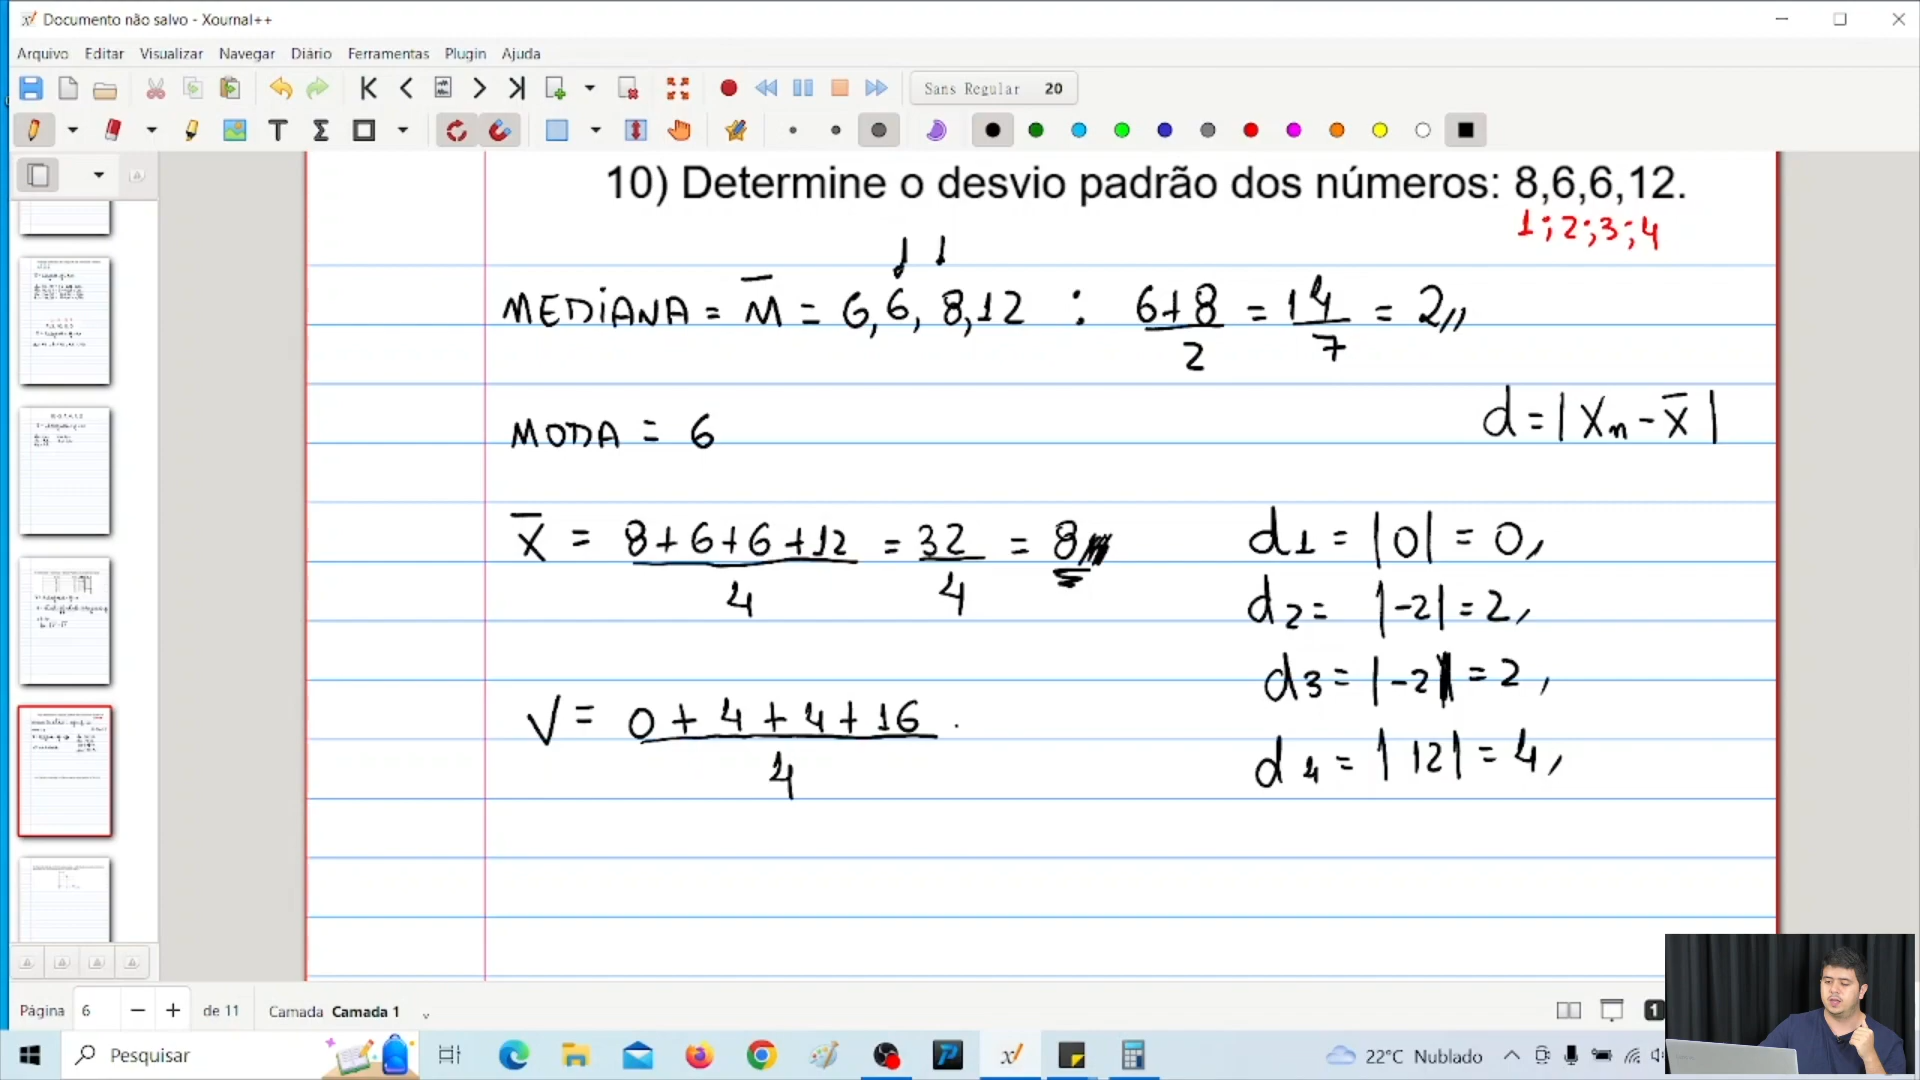 Documento não salvo - Xournal++
Arquivo Editar Visualizar Navegar Diário Ferramentas Plugin Ajuda
Sans Regular 20
10) Determine o desvio padrão dos números: 8,6,6,12.
1;2;3;4
MEDIANA = M̅ = 6, 6, 8, 12 : 6+8/2 = 14/7 = 2,,
d = |Xn - X̅|
MODA = 6
X̅ = 8+6+6+12/4 = 32/4 = 8
d1 = |0| = 0,
d2 = |-2| = 2,
d3 = |-2| = 2,
V = 0 + 4 + 4 + 16/4 .
d4 = |12| = 4,
Página 6 de 11 Camada Camada 1
1
Pesquisar
22°C Nublado